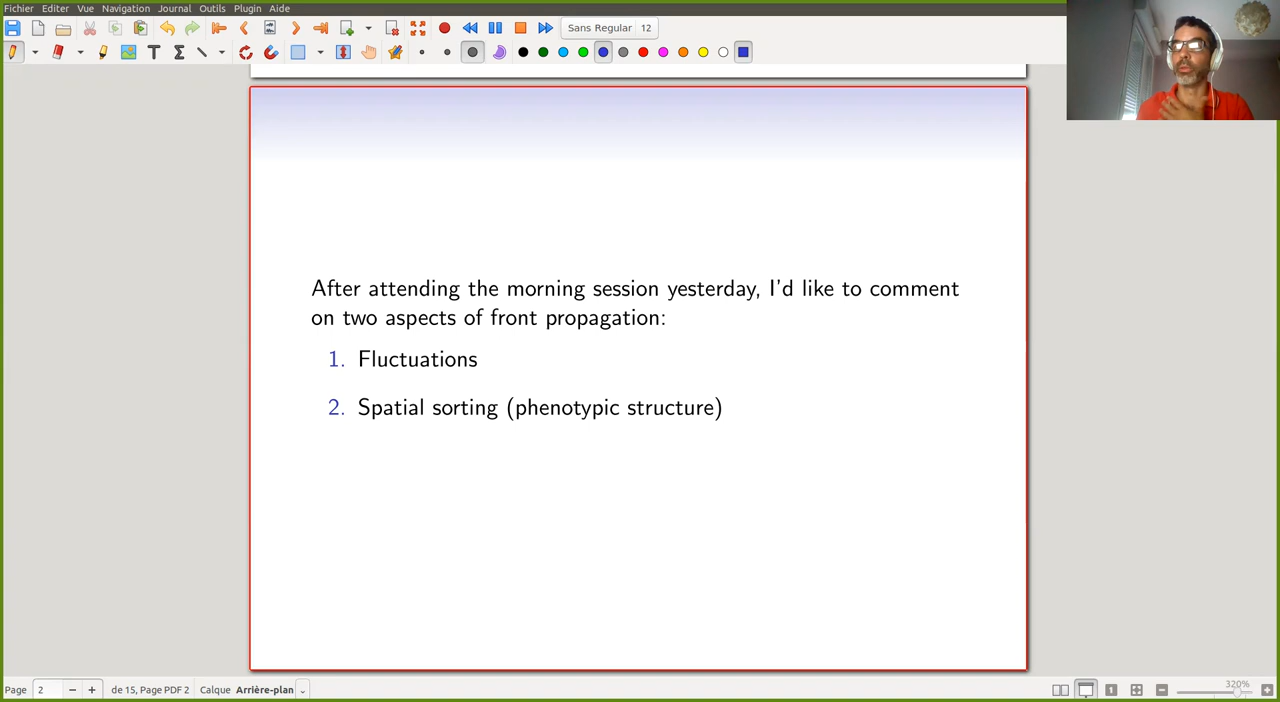 Fichier Editer Vue Navigation Journal Outils Plugin Aide
Sans Regular 12
After attending the morning session yesterday, I'd like to comment
on two aspects of front propagation:
1. Fluctuations
2. Spatial sorting (phenotypic structure)
Page 2 de 15, Page PDF 2 Calque Arrière-plan 320%